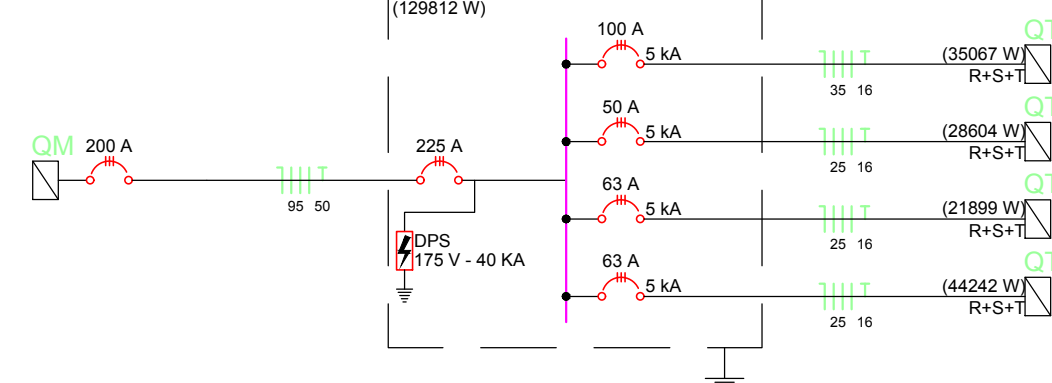 (129812 W)
QM
200 A
95 50
225 A
DPS
175 V - 40 KA
100 A
5 kA
35 16
(35067 W)
R+S+T
QT
50 A
5 kA
25 16
(28604 W)
R+S+T
QT
63 A
5 kA
25 16
(21899 W)
R+S+T
QT
63 A
5 kA
25 16
(44242 W)
R+S+T
QT